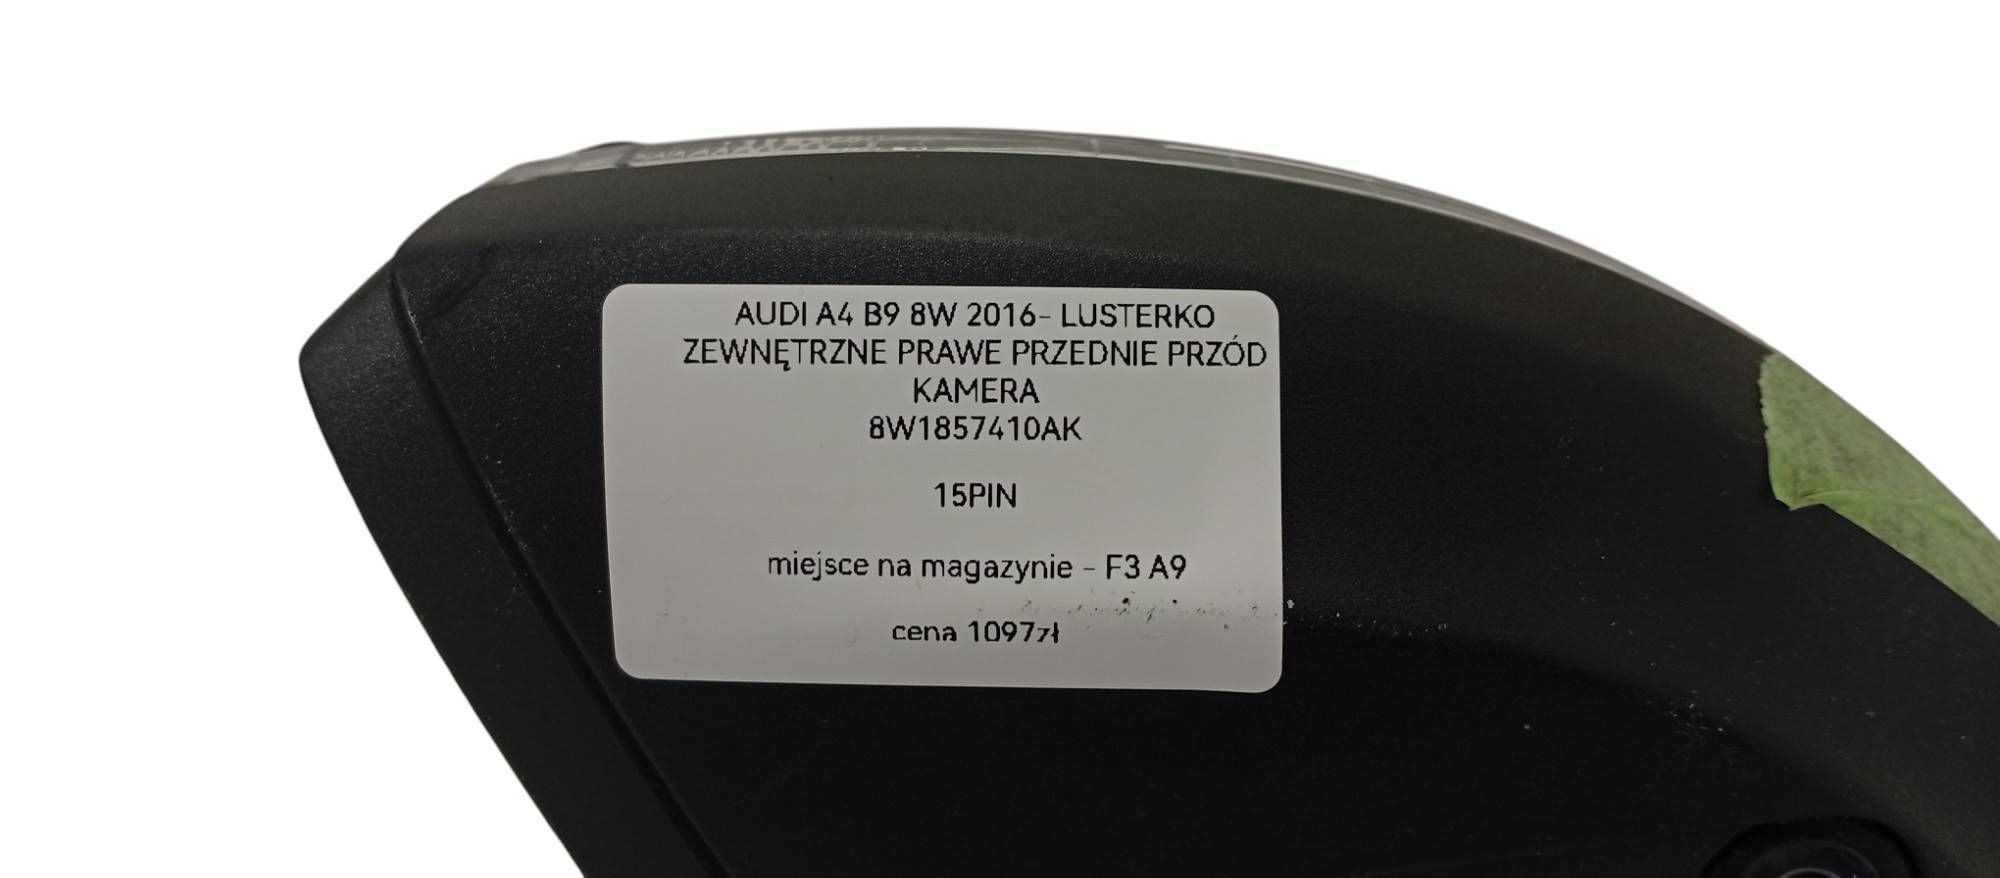 AUDI A4 B9 8W 2016- LUSTERKO
ZEWNĘTRZNE PRAWE PRZEDNIE PRZÓD
KAMERA
8W1857410AK
15PIN
miejsce na magazynie - F3 A9
cena 1097zł